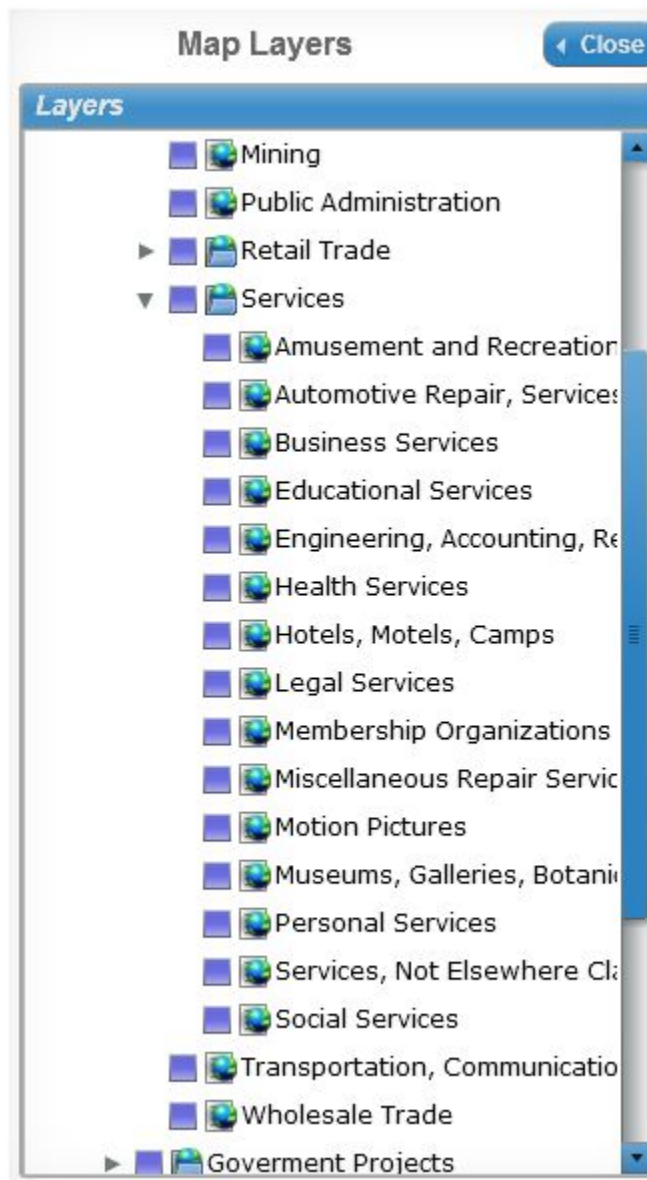 Map Layers
Close
Layers
Mining
Public Administration
Retail Trade
Services
Amusement and Recreation
Automotive Repair, Services
Business Services
Educational Services
Engineering, Accounting, Re
Health Services
Hotels, Motels, Camps
Legal Services
Membership Organizations
Miscellaneous Repair Servic
Motion Pictures
Museums, Galleries, Botani
Personal Services
Services, Not Elsewhere Cla
Social Services
Transportation, Communicatio
Wholesale Trade
Goverment Projects